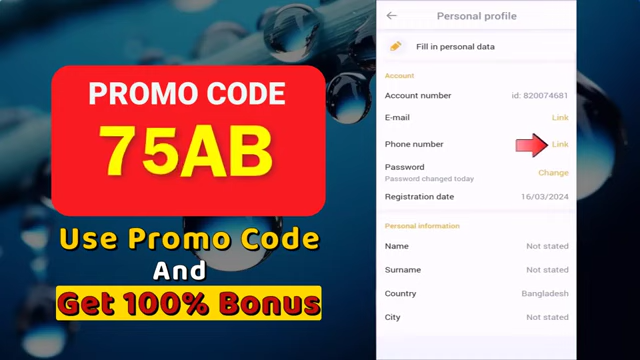 PROMO CODE
75AB
Use Promo Code
And
Get 100% Bonus
Personal profile
Fill in personal data
Account
Account number id: 820074681
E-mail Link
Phone number Link
Password
Password changed today Change
Registration date 16/03/2024
Personal information
Name Not stated
Surname Not stated
Country Bangladesh
City Not stated